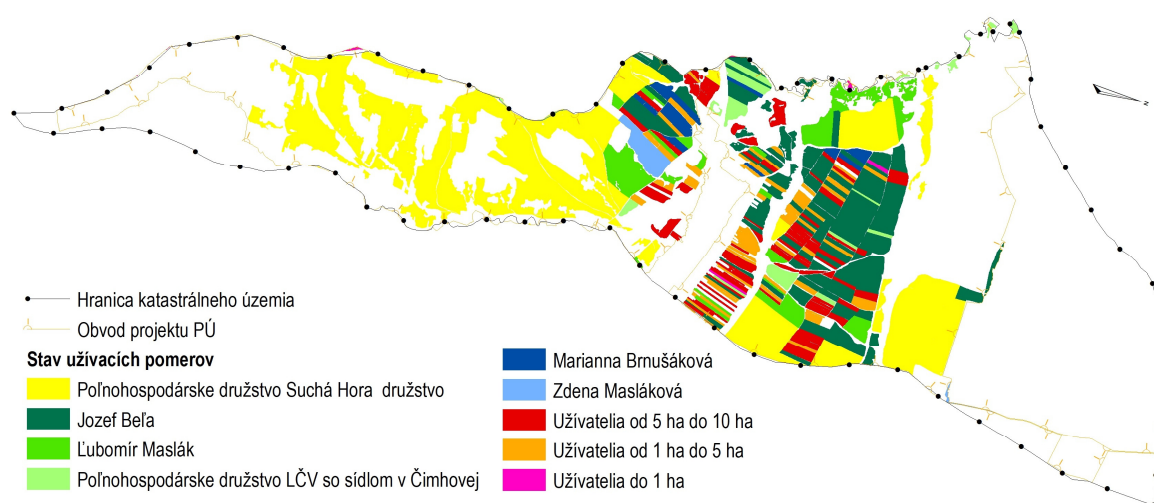 Hranica katastrálneho územia
Obvod projektu PÚ
Stav užívacích pomerov
Poľnohospodárske družstvo Suchá Hora družstvo
Jozef Beľa
Ľubomír Maslák
Poľnohospodárske družstvo LČV so sídlom v Čimhovej
Marianna Brnušáková
Zdena Masláková
Užívatelia od 5 ha do 10 ha
Užívatelia od 1 ha do 5 ha
Užívatelia do 1 ha